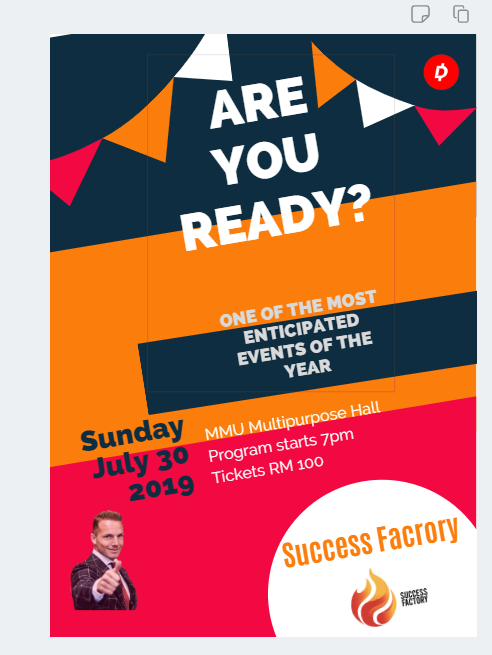 ARE
YOU
READY?
ONE OF THE MOST
ENTICIPATED
EVENTS OF THE
YEAR
Sunday
July 30
2019
MMU Multipurpose Hall
Program starts 7pm
Tickets RM 100
Success Facrory
SUCCESS
FACTORY